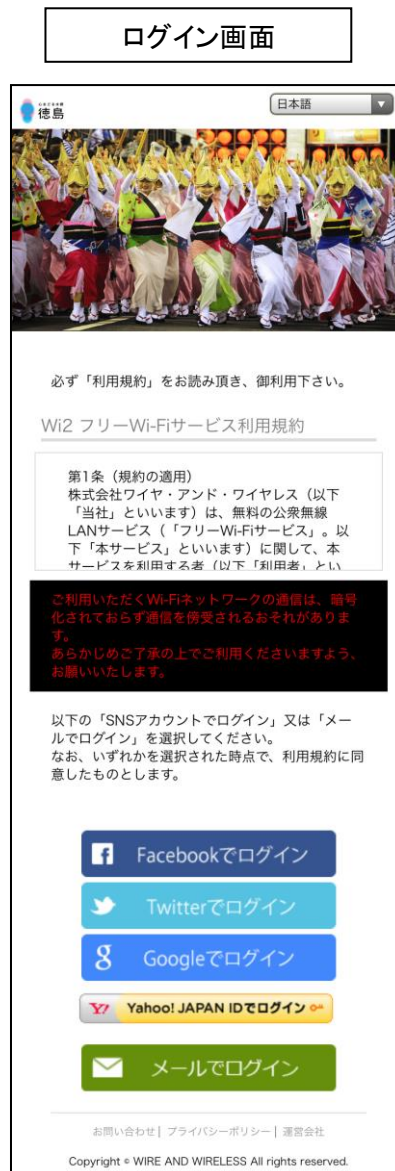 ログイン画面
徳島
日本語
必ず「利用規約」をお読み頂き、御利用下さい。
Wi2 フリーWi-Fiサービス利用規約
第1条（規約の適用）
株式会社ワイヤ・アンド・ワイヤレス（以下
「当社」といいます）は、無料の公衆無線
LANサービス（「フリーWi-Fiサービス」。以
下「本サービス」といいます）に関して、本
サービスを利用する者（以下「利用者」とい
ご利用いただくWi-Fiネットワークの通信は、暗号
化されておらず通信を傍受されるおそれがありま
す。
あらかじめご了承の上でご利用くださいますよう、
お願いいたします。
以下の「SNSアカウントでログイン」又は「メー
ルでログイン」を選択してください。
なお、いずれかを選択された時点で、利用規約に同
意したものとします。
Facebookでログイン
Twitterでログイン
Googleでログイン
Y! Yahoo! JAPAN IDでログイン
メールでログイン
お問い合わせ| プライバシーポリシー | 運営会社
Copyright © WIRE AND WIRELESS All rights reserved.